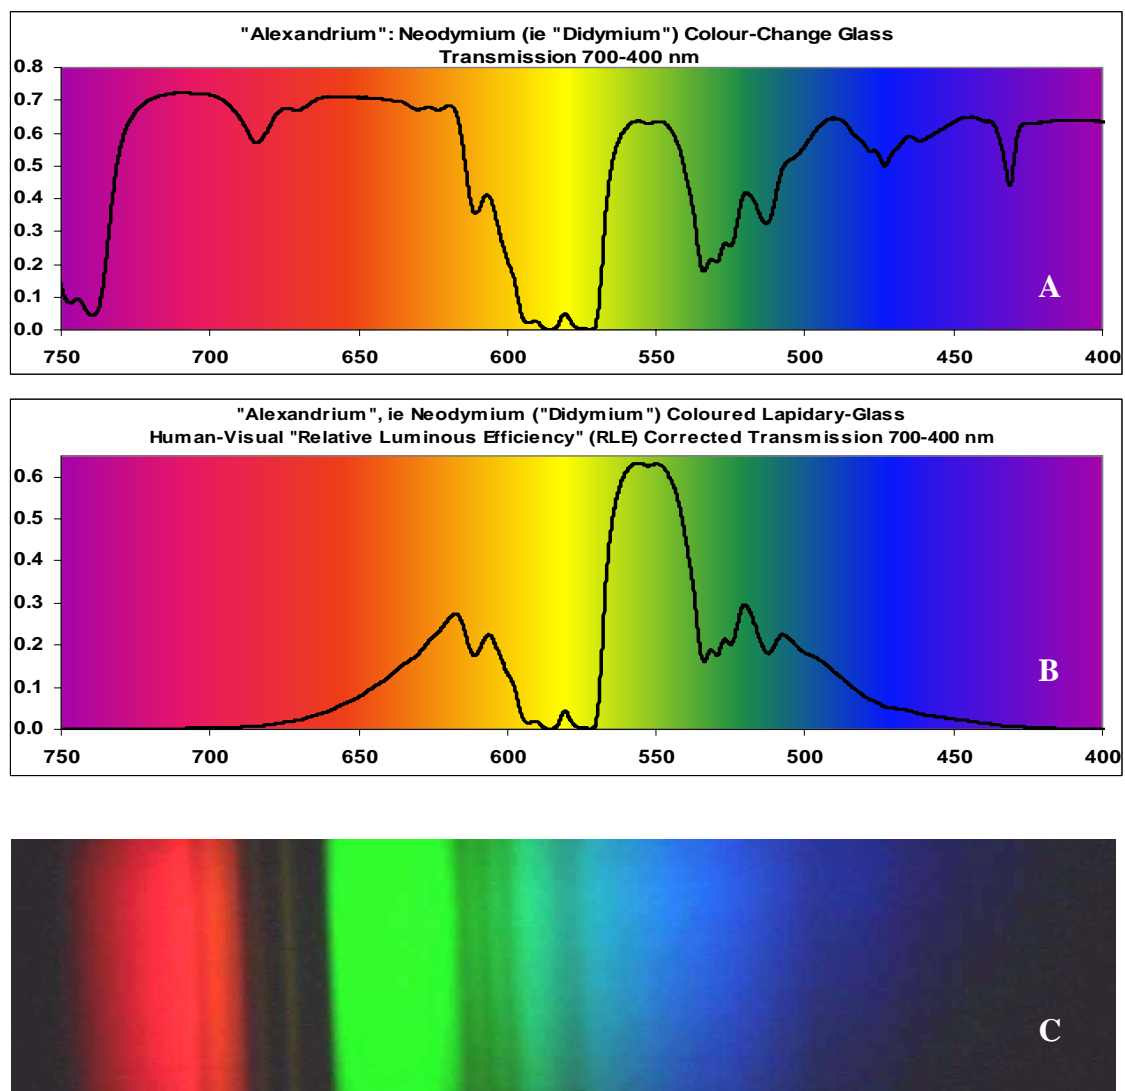 "Alexandrium": Neodymium (ie "Didymium") Colour-Change Glass
Transmission 700-400 nm
0.8
0.7
0.6
0.5
0.4
0.3
0.2
0.1
0.0
A
750 700 650 600 550 500 450 400
"Alexandrium", ie Neodymium ("Didymium") Coloured Lapidary-Glass
Human-Visual "Relative Luminous Efficiency" (RLE) Corrected Transmission 700-400 nm
0.6
0.5
0.4
0.3
0.2
0.1
0.0
B
750 700 650 600 550 500 450 400
C